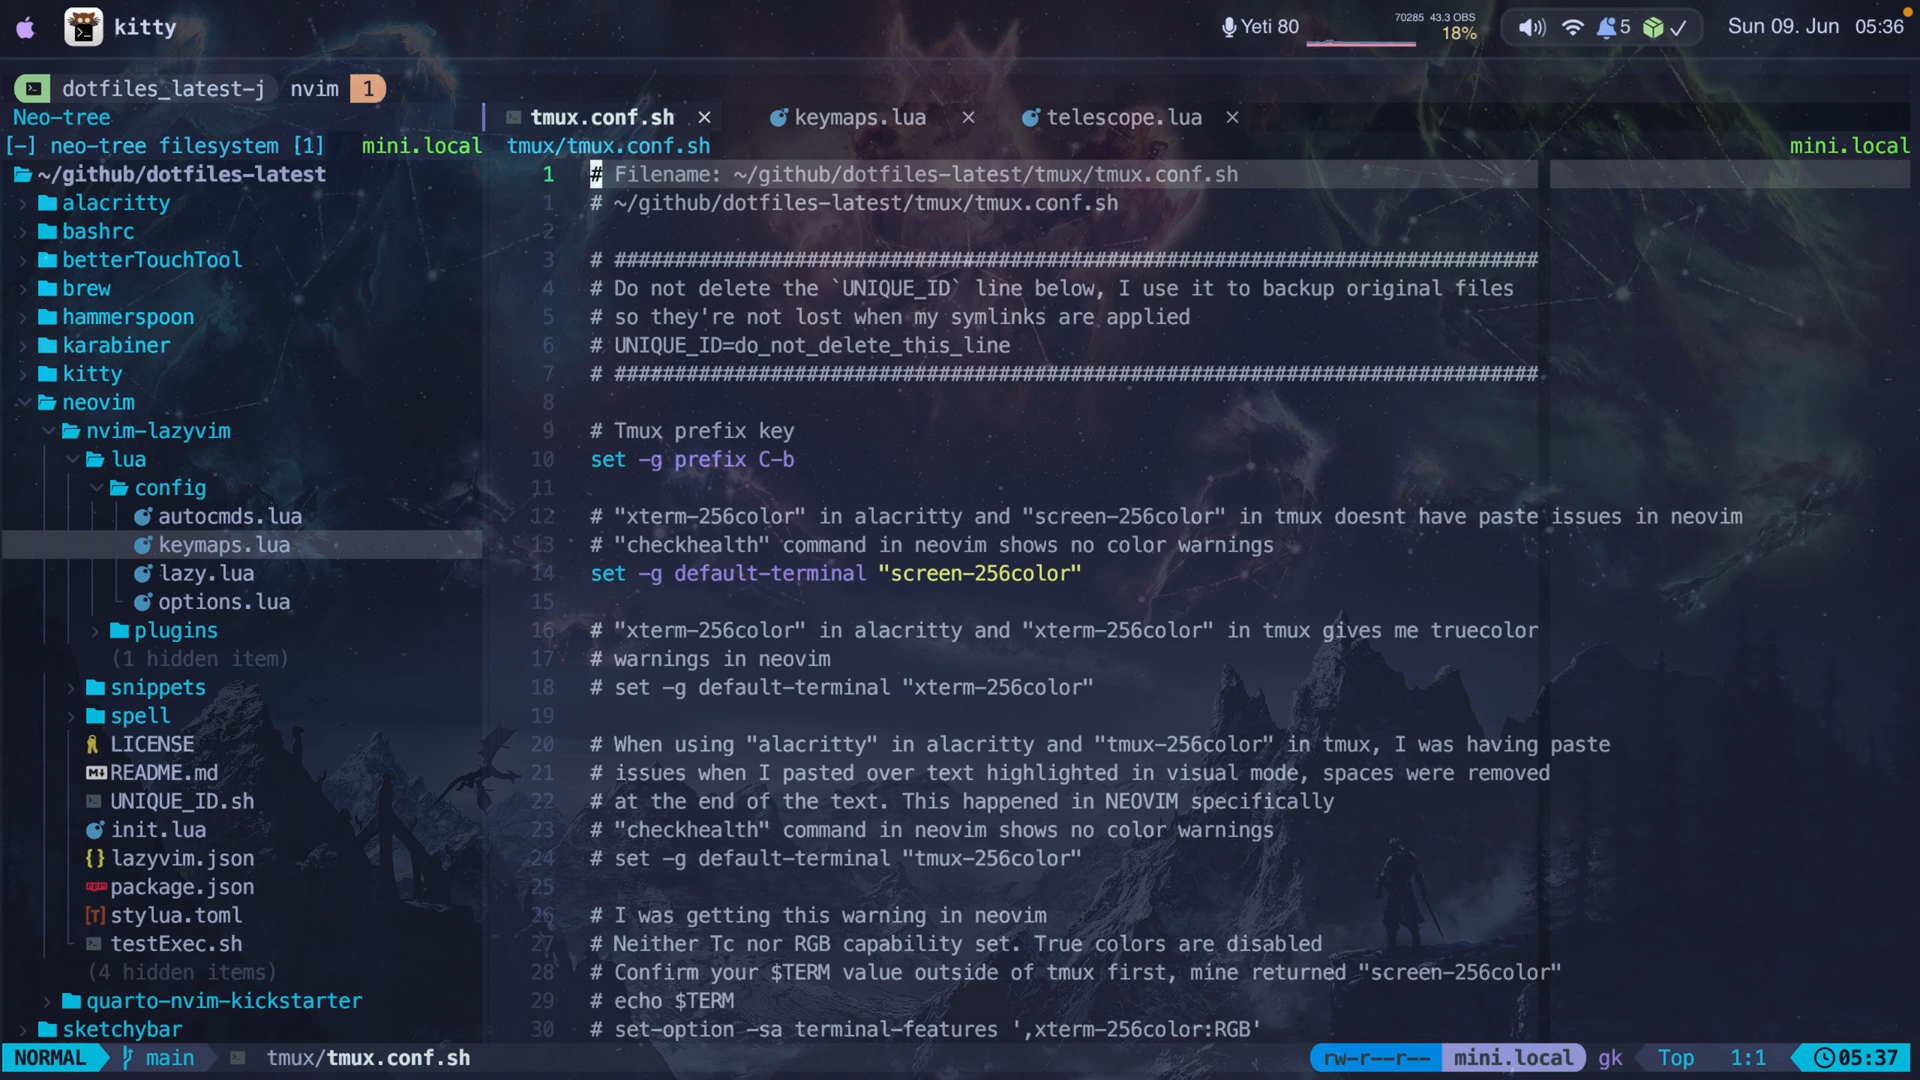 kitty
Yeti 80
70285 43.3 OBS
18%
5
Sun 09. Jun 05:36
dotfiles_latest-j nvim 1
Neo-tree
tmux.conf.sh × keymaps.lua × telescope.lua ×
[-] neo-tree filesystem [1] mini.local
tmux/tmux.conf.sh mini.local
~/github/dotfiles-latest
alacritty
bashrc
betterTouchTool
brew
hammerspoon
karabiner
kitty
neovim
nvim-lazyvim
lua
config
autocmds.lua
keymaps.lua
lazy.lua
options.lua
plugins
(1 hidden item)
snippets
spell
LICENSE
README.md
UNIQUE_ID.sh
init.lua
{} lazyvim.json
package.json
[T] stylua.toml
testExec.sh
(4 hidden items)
quarto-nvim-kickstarter
sketchybar
1 # Filename: ~/github/dotfiles-latest/tmux/tmux.conf.sh
1 # ~/github/dotfiles-latest/tmux/tmux.conf.sh
2
3 # #############################################################################
4 # Do not delete the `UNIQUE_ID` line below, I use it to backup original files
5 # so they're not lost when my symlinks are applied
6 # UNIQUE_ID=do_not_delete_this_line
7 # #############################################################################
8
9 # Tmux prefix key
10 set -g prefix C-b
11
12 # "xterm-256color" in alacritty and "screen-256color" in tmux doesnt have paste issues in neovim
13 # "checkhealth" command in neovim shows no color warnings
14 set -g default-terminal "screen-256color"
15
16 # "xterm-256color" in alacritty and "xterm-256color" in tmux gives me truecolor
17 # warnings in neovim
18 # set -g default-terminal "xterm-256color"
19
20 # When using "alacritty" in alacritty and "tmux-256color" in tmux, I was having paste
21 # issues when I pasted over text highlighted in visual mode, spaces were removed
22 # at the end of the text. This happened in NEOVIM specifically
23 # "checkhealth" command in neovim shows no color warnings
24 # set -g default-terminal "tmux-256color"
25
26 # I was getting this warning in neovim
27 # Neither Tc nor RGB capability set. True colors are disabled
28 # Confirm your $TERM value outside of tmux first, mine returned "screen-256color"
29 # echo $TERM
30 # set-option -sa terminal-features ',xterm-256color:RGB'
NORMAL main tmux/tmux.conf.sh rw-r--r-- mini.local gk Top 1:1 05:37